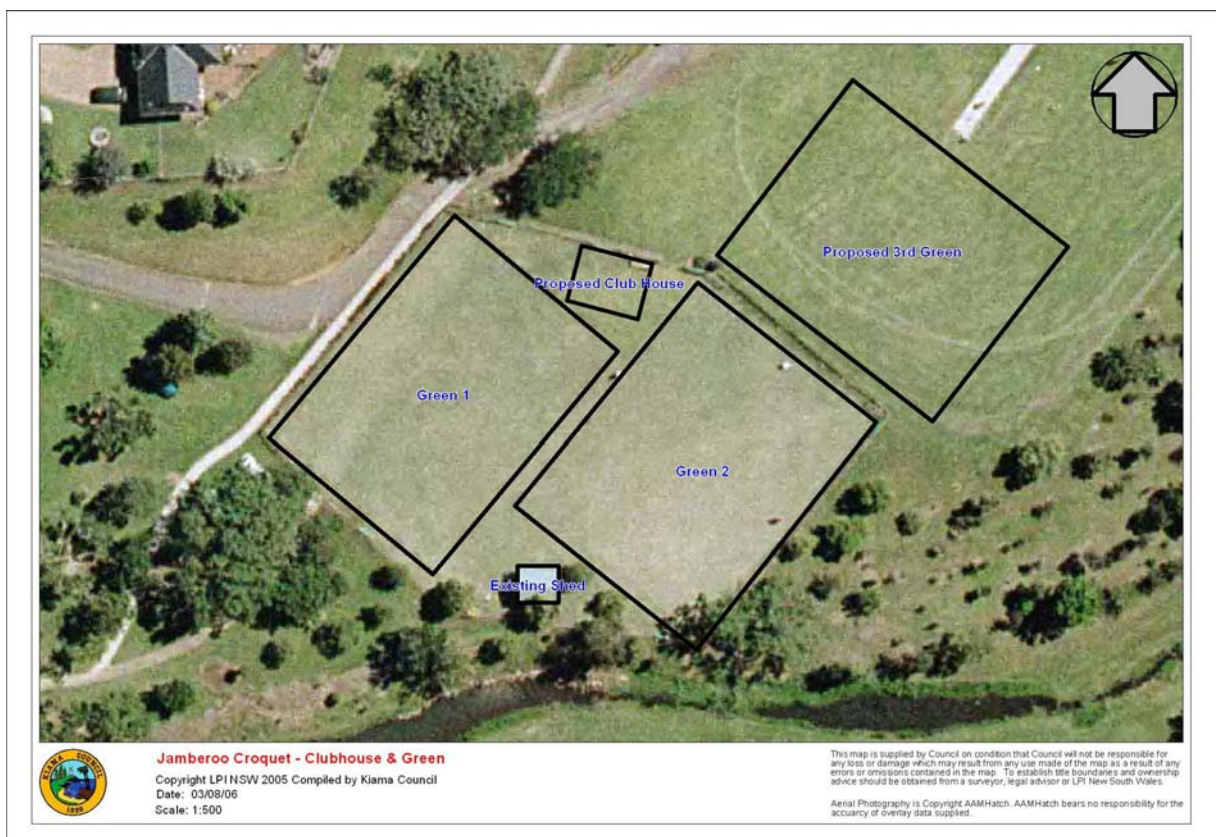 Proposed 3rd Green
Proposed Club House
Green 1
Green 2
Existing Shed
KIAMA COUNCIL
Jamberoo Croquet - Clubhouse & Green
Copyright LPI NSW 2005 Compiled by Kiama Council
Date: 03/08/06
Scale: 1:500
This map is supplied by Council on condition that Council will not be responsible for
any loss or damage which may result from any use made of the map as a result of any
errors or omissions contained in the map. To establish title boundaries and ownership
advice should be obtained from a surveyor, legal advisor or LPI New South Wales.
Aerial Photography is Copyright AAMHatch. AAMHatch bears no responsibility for the
accuarcy of overlay data supplied.